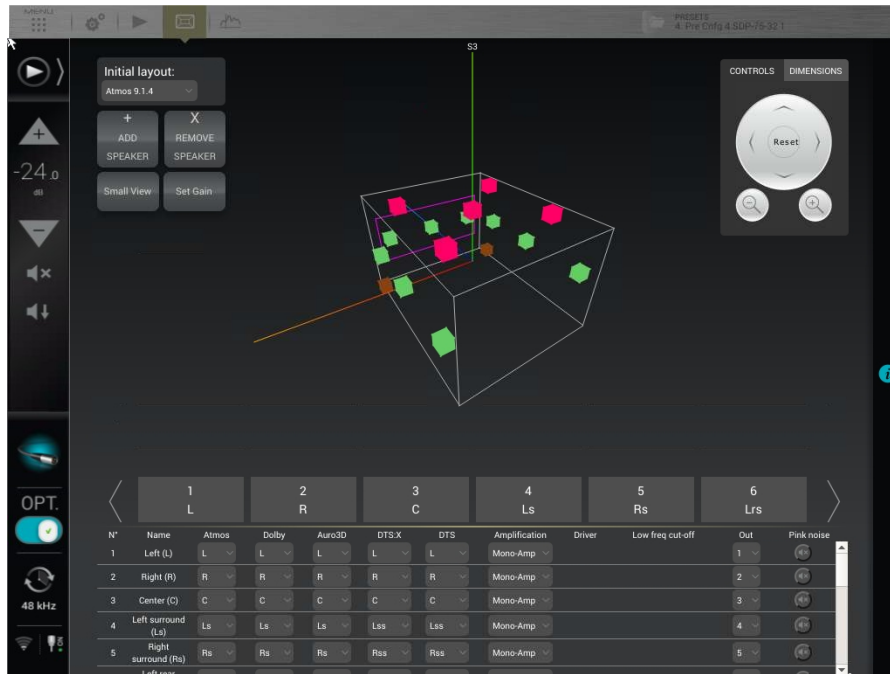 MENU
PRESETS
4. Pre Cnfg 4 SDP-75-32 1
S3
Initial layout:
Atmos 9.1.4
+
ADD
SPEAKER
X
REMOVE
SPEAKER
Small View
Set Gain
CONTROLS DIMENSIONS
Reset
+
-24.0
dB
OPT.
48 kHz
1 2 3 4 5 6
L R C Ls Rs Lrs
N° Name Atmos Dolby Auro3D DTS:X DTS Amplification Driver Low freq cut-off Out Pink noise
1 Left (L) L L L L L Mono-Amp 1
2 Right (R) R R R R R Mono-Amp 2
3 Center (C) C C C C C Mono-Amp 3
4 Left surround (Ls) Ls Ls Ls Lss Lss Mono-Amp 4
5 Right surround (Rs) Rs Rs Rs Rss Rss Mono-Amp 5
Left rear